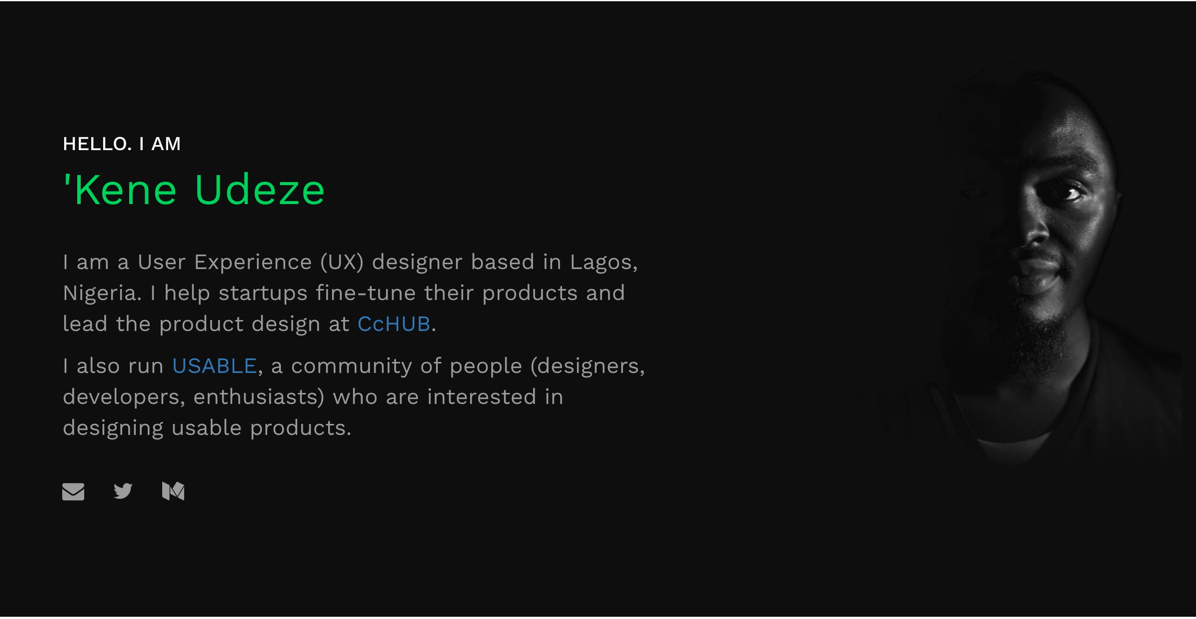 HELLO. I AM
'Kene Udeze
I am a User Experience (UX) designer based in Lagos,
Nigeria. I help startups fine-tune their products and
lead the product design at CcHUB.
I also run USABLE, a community of people (designers,
developers, enthusiasts) who are interested in
designing usable products.